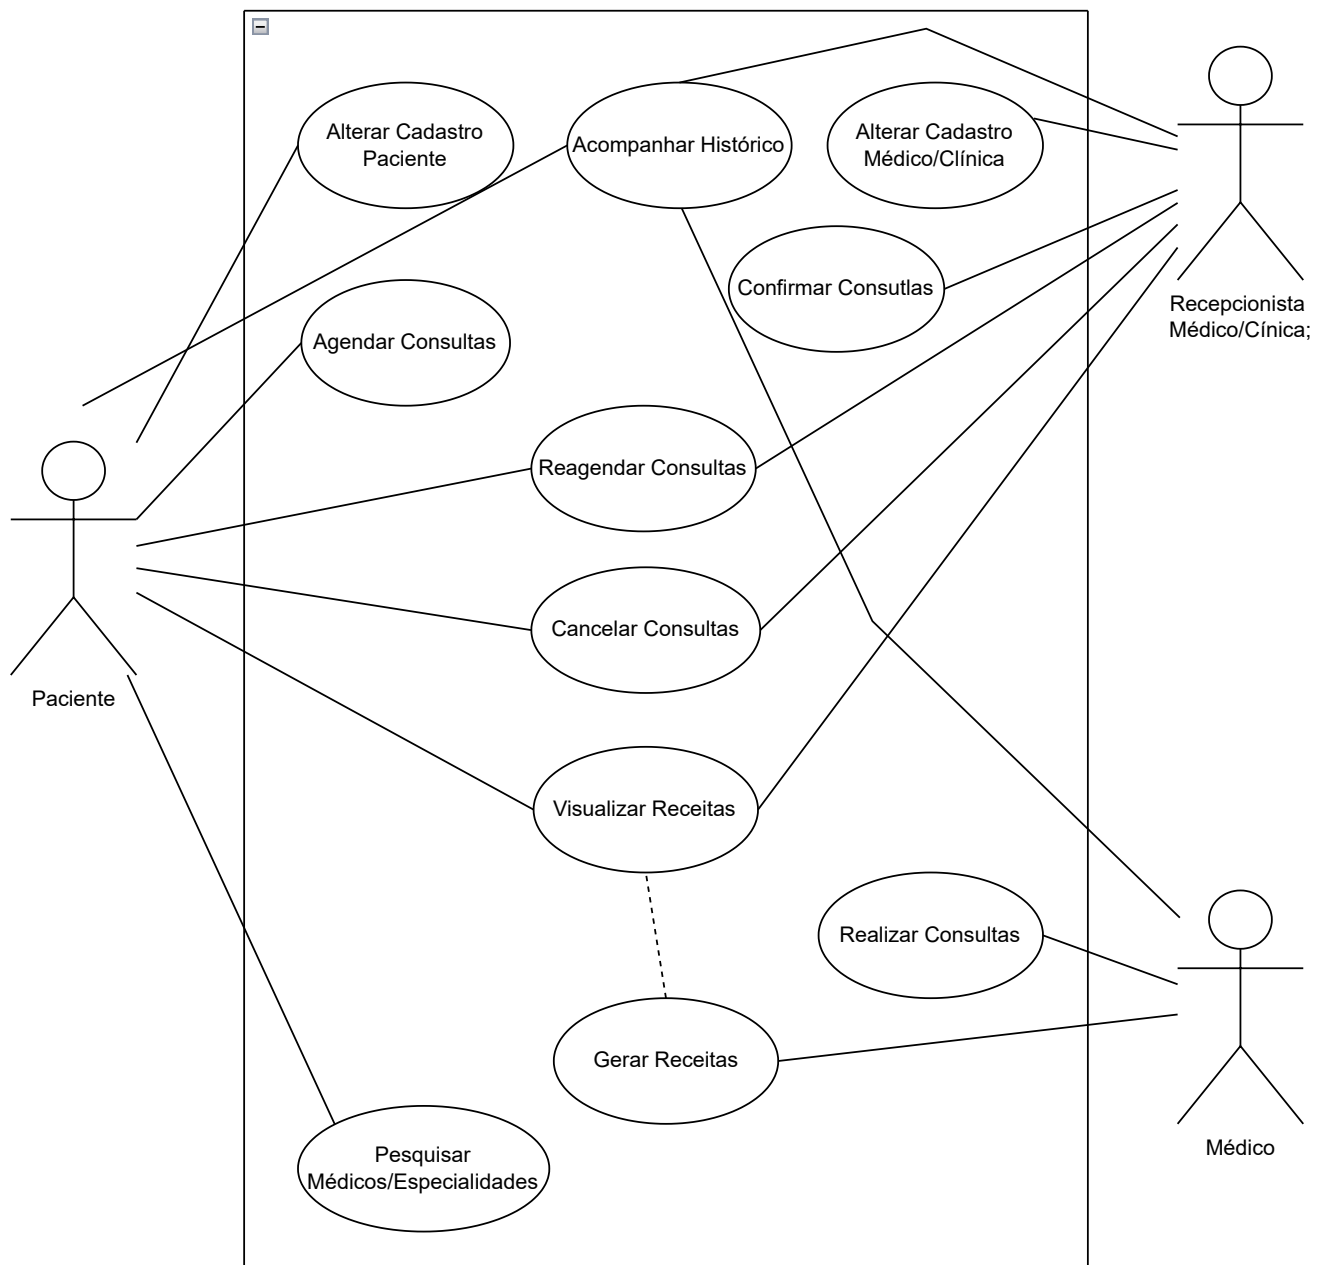 Alterar Cadastro
Paciente
Acompanhar Histórico
Alterar Cadastro
Médico/Clínica
Confirmar Consutlas
Recepcionista
Médico/Cínica;
Agendar Consultas
Reagendar Consultas
Cancelar Consultas
Paciente
Visualizar Receitas
Realizar Consultas
Gerar Receitas
Médico
Pesquisar
Médicos/Especialidades